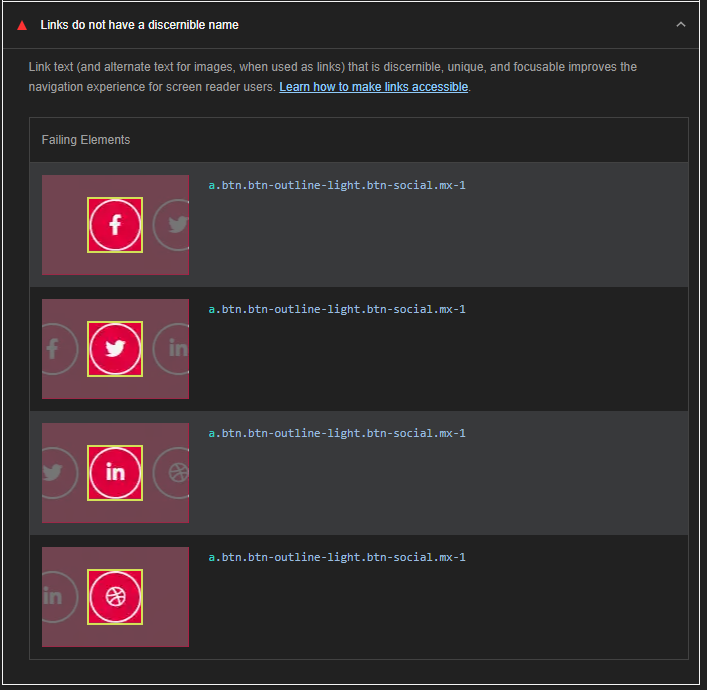 Links do not have a discernible name
Link text (and alternate text for images, when used as links) that is discernible, unique, and focusable improves the
navigation experience for screen reader users. Learn how to make links accessible.
Failing Elements
a.btn.btn-outline-light.btn-social.mx-1
a.btn.btn-outline-light.btn-social.mx-1
a.btn.btn-outline-light.btn-social.mx-1
a.btn.btn-outline-light.btn-social.mx-1